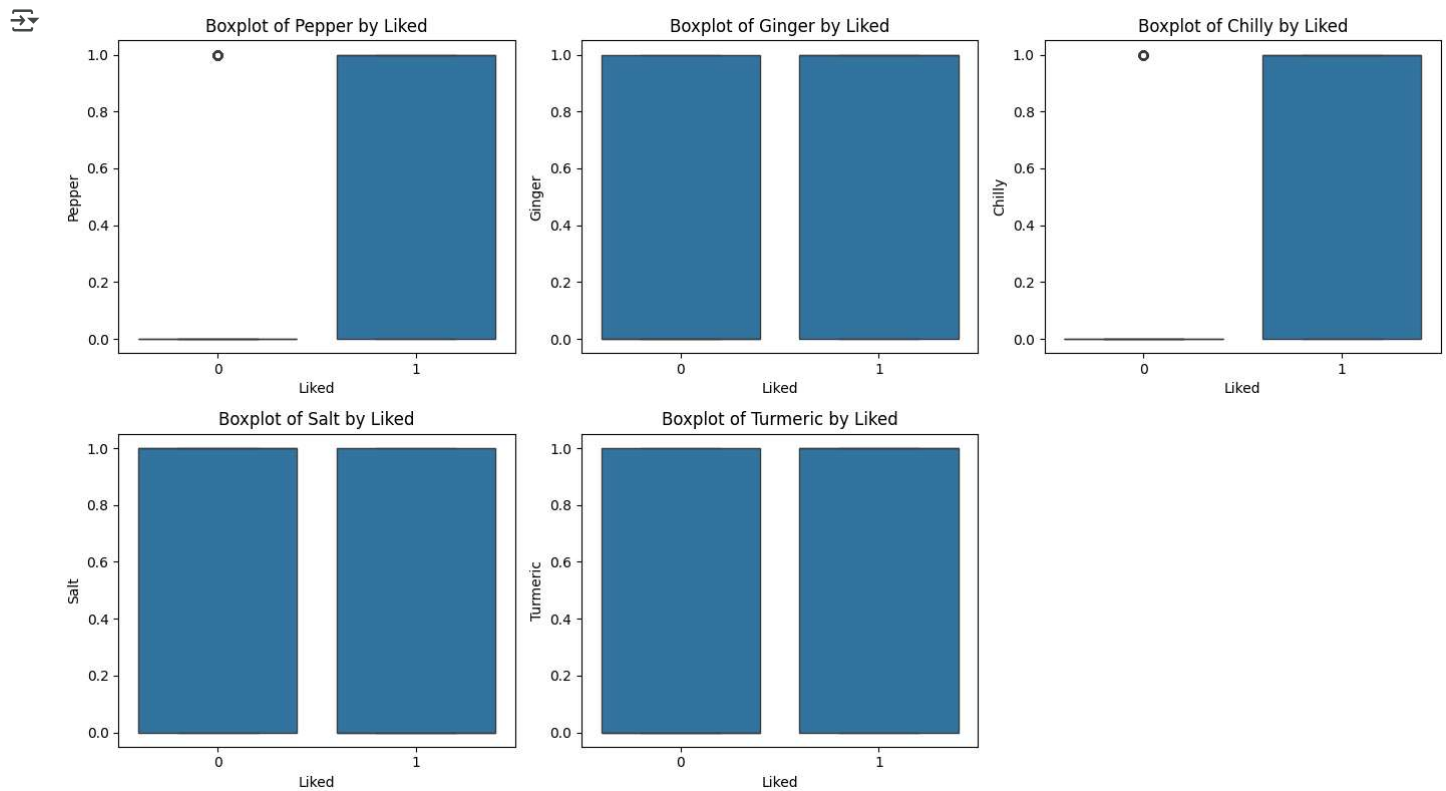 Boxplot of Pepper by Liked
1.0
0.8
0.6
0.4
0.2
0.0
Pepper
0
1
Liked
Boxplot of Ginger by Liked
1.0
0.8
0.6
0.4
0.2
0.0
Ginger
0
1
Liked
Boxplot of Chilly by Liked
1.0
0.8
0.6
0.4
0.2
0.0
Chilly
0
1
Liked
Boxplot of Salt by Liked
1.0
0.8
0.6
0.4
0.2
0.0
Salt
0
1
Liked
Boxplot of Turmeric by Liked
1.0
0.8
0.6
0.4
0.2
0.0
Turmeric
0
1
Liked